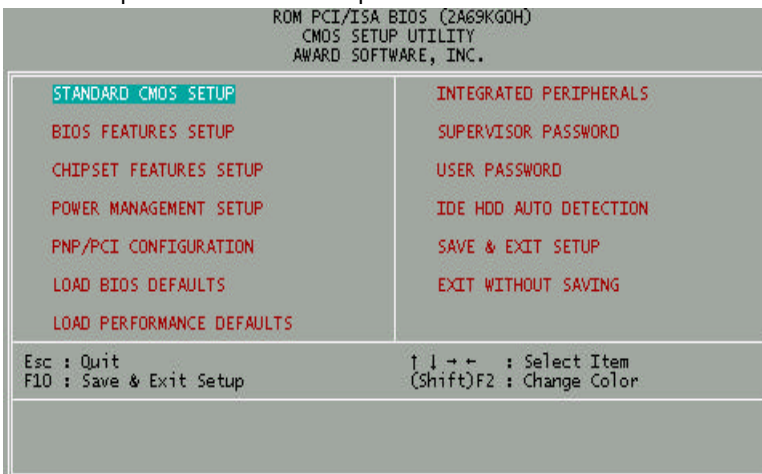 ROM PCI/ISA BIOS (2A69KGOH)
CMOS SETUP UTILITY
AWARD SOFTWARE, INC.
STANDARD CMOS SETUP
BIOS FEATURES SETUP
CHIPSET FEATURES SETUP
POWER MANAGEMENT SETUP
PNP/PCI CONFIGURATION
LOAD BIOS DEFAULTS
LOAD PERFORMANCE DEFAULTS
INTEGRATED PERIPHERALS
SUPERVISOR PASSWORD
USER PASSWORD
IDE HDD AUTO DETECTION
SAVE & EXIT SETUP
EXIT WITHOUT SAVING
Esc : Quit
F10 : Save & Exit Setup
↑ ↓ → ← : Select Item
(Shift)F2 : Change Color